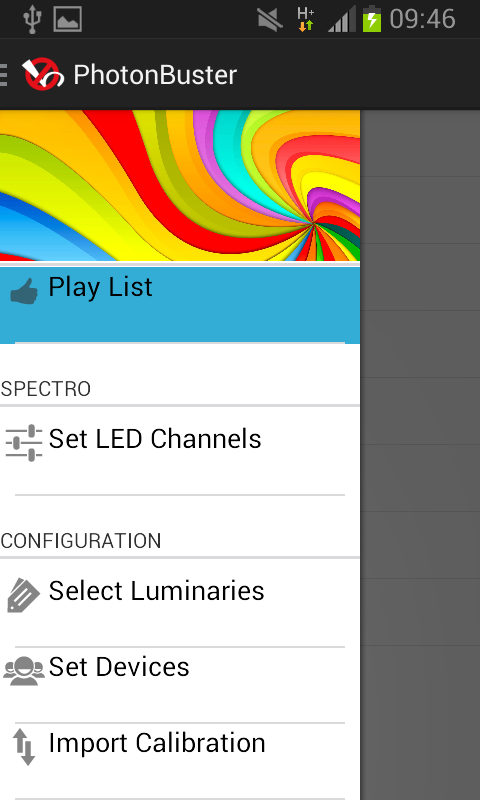 H+
09:46
PhotonBuster
Play List
SPECTRO
Set LED Channels
CONFIGURATION
Select Luminaries
Set Devices
Import Calibration